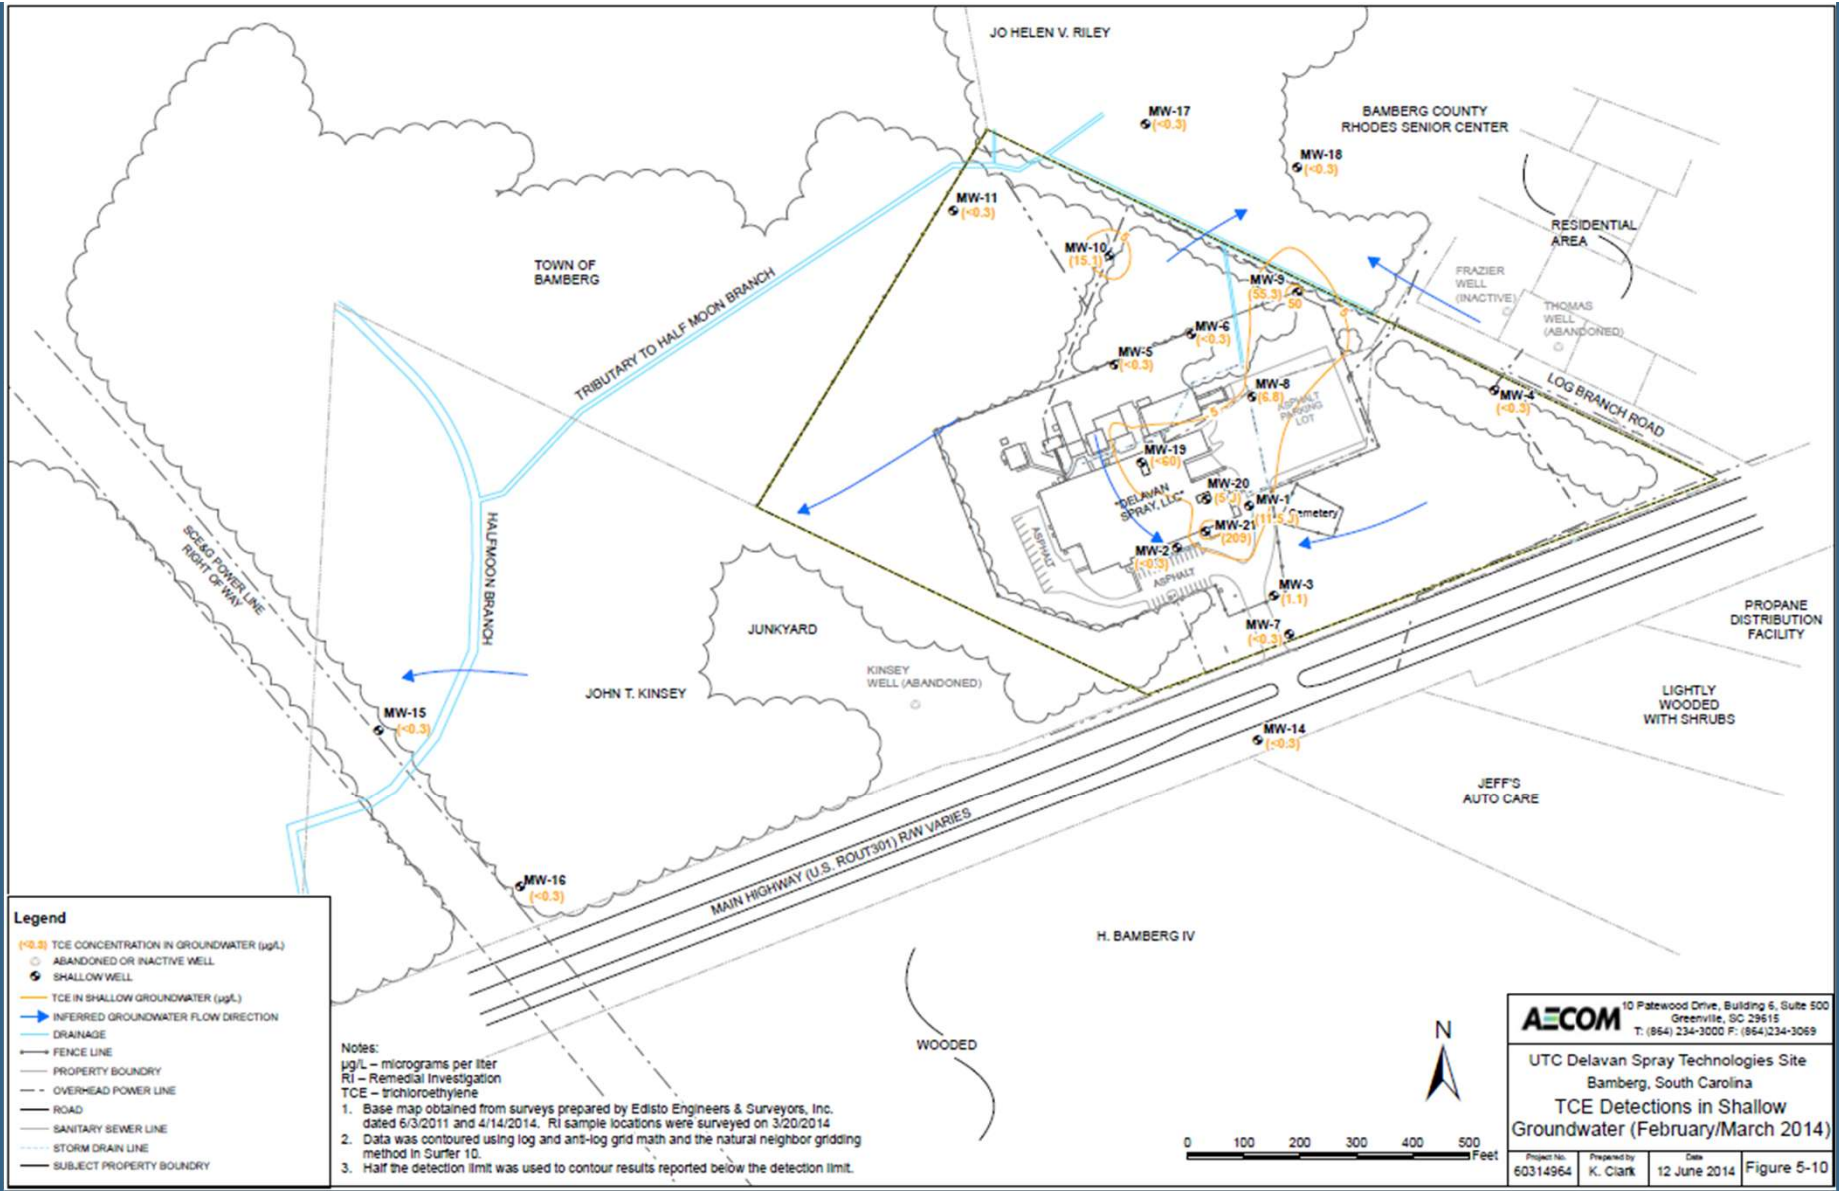 JO HELEN V. RILEY
MW-17
(<0.3)
BAMBERG COUNTY
RHODES SENIOR CENTER
MW-18
(<0.3)
MW-11
(<0.3)
RESIDENTIAL
AREA
MW-10
(15.1)
5
TOWN OF
BAMBERG
FRAZIER
WELL
(INACTIVE)
MW-9
(55.3)
50
5
THOMAS
WELL
(ABANDONED)
TRIBUTARY TO HALF MOON BRANCH
MW-6
(<0.3)
MW-5
(<0.3)
MW-8
(6.8)
ASPHALT
PARKING
LOT
5
MW-4
(<0.3)
LOG BRANCH ROAD
MW-19
(<60)
"DELAVAN
SPRAY, LLC"
MW-20
(5 J)
MW-1
(11.5 J)
Cemetery
MW-21
(209)
MW-2
(<0.3)
ASPHALT
ASPHALT
SCE&G POWER LINE
RIGHT OF WAY
HALFMOON BRANCH
MW-3
(1.1)
MW-7
(<0.3)
JUNKYARD
PROPANE
DISTRIBUTION
FACILITY
KINSEY
WELL (ABANDONED)
JOHN T. KINSEY
LIGHTLY
WOODED
WITH SHRUBS
MW-15
(<0.3)
MW-14
(<0.3)
JEFF'S
AUTO CARE
MAIN HIGHWAY (U.S. ROUT301) R/W VARIES
MW-16
(<0.3)
H. BAMBERG IV
WOODED
Legend
(<0.3) TCE CONCENTRATION IN GROUNDWATER (µg/L)
ABANDONED OR INACTIVE WELL
SHALLOW WELL
TCE IN SHALLOW GROUNDWATER (µg/L)
INFERRED GROUNDWATER FLOW DIRECTION
DRAINAGE
FENCE LINE
PROPERTY BOUNDRY
OVERHEAD POWER LINE
ROAD
SANITARY SEWER LINE
STORM DRAIN LINE
SUBJECT PROPERTY BOUNDRY
Notes:
µg/L – micrograms per liter
RI – Remedial Investigation
TCE – trichloroethylene
1. Base map obtained from surveys prepared by Edisto Engineers & Surveyors, Inc.
dated 6/3/2011 and 4/14/2014. RI sample locations were surveyed on 3/20/2014
2. Data was contoured using log and anti-log grid math and the natural neighbor gridding
method in Surfer 10.
3. Half the detection limit was used to contour results reported below the detection limit.
N
0 100 200 300 400 500
Feet
AECOM
10 Patewood Drive, Building 6, Suite 500
Greenville, SC 29615
T: (864) 234-3000 F: (864)234-3069
UTC Delavan Spray Technologies Site
Bamberg, South Carolina
TCE Detections in Shallow
Groundwater (February/March 2014)
Project No.
60314964
Prepared by
K. Clark
Date
12 June 2014
Figure 5-10